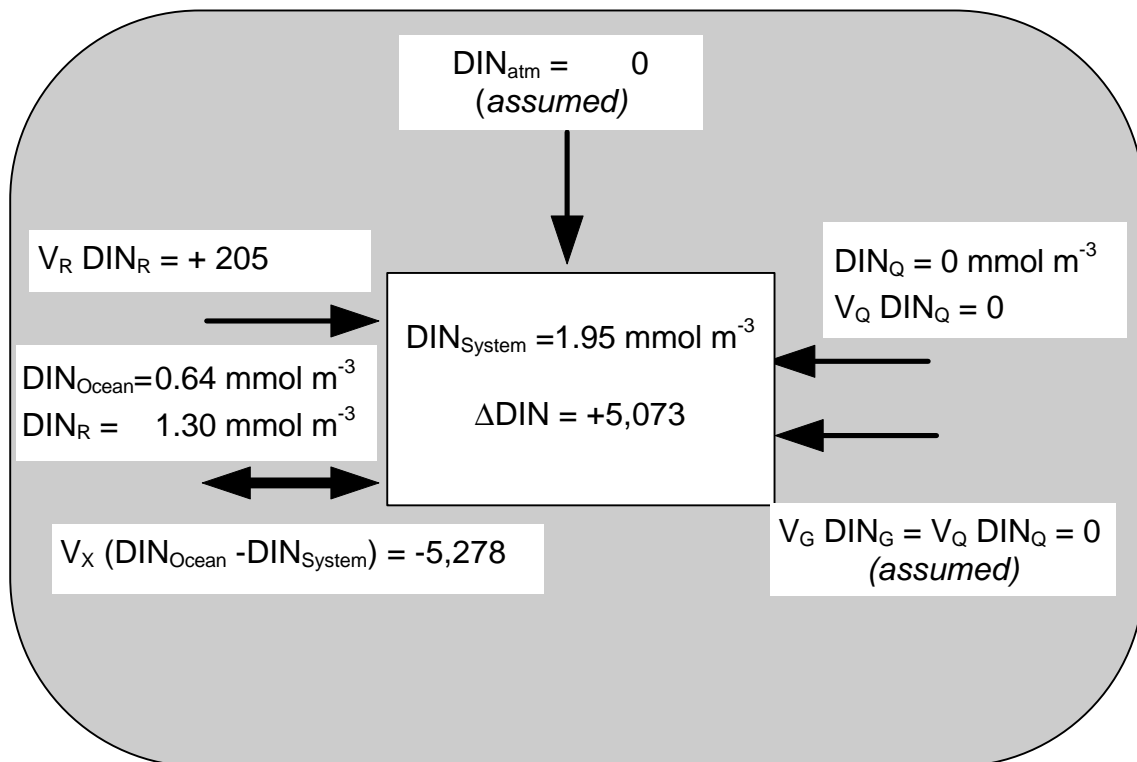 DINatm = 0
(assumed)
VR DINR = + 205
DINQ = 0 mmol m-3
VQ DINQ = 0
DINSystem =1.95 mmol m-3
DINOcean=0.64 mmol m-3
DINR = 1.30 mmol m-3
ΔDIN = +5,073
VX (DINOcean -DINSystem) = -5,278
VG DING = VQ DINQ = 0
(assumed)